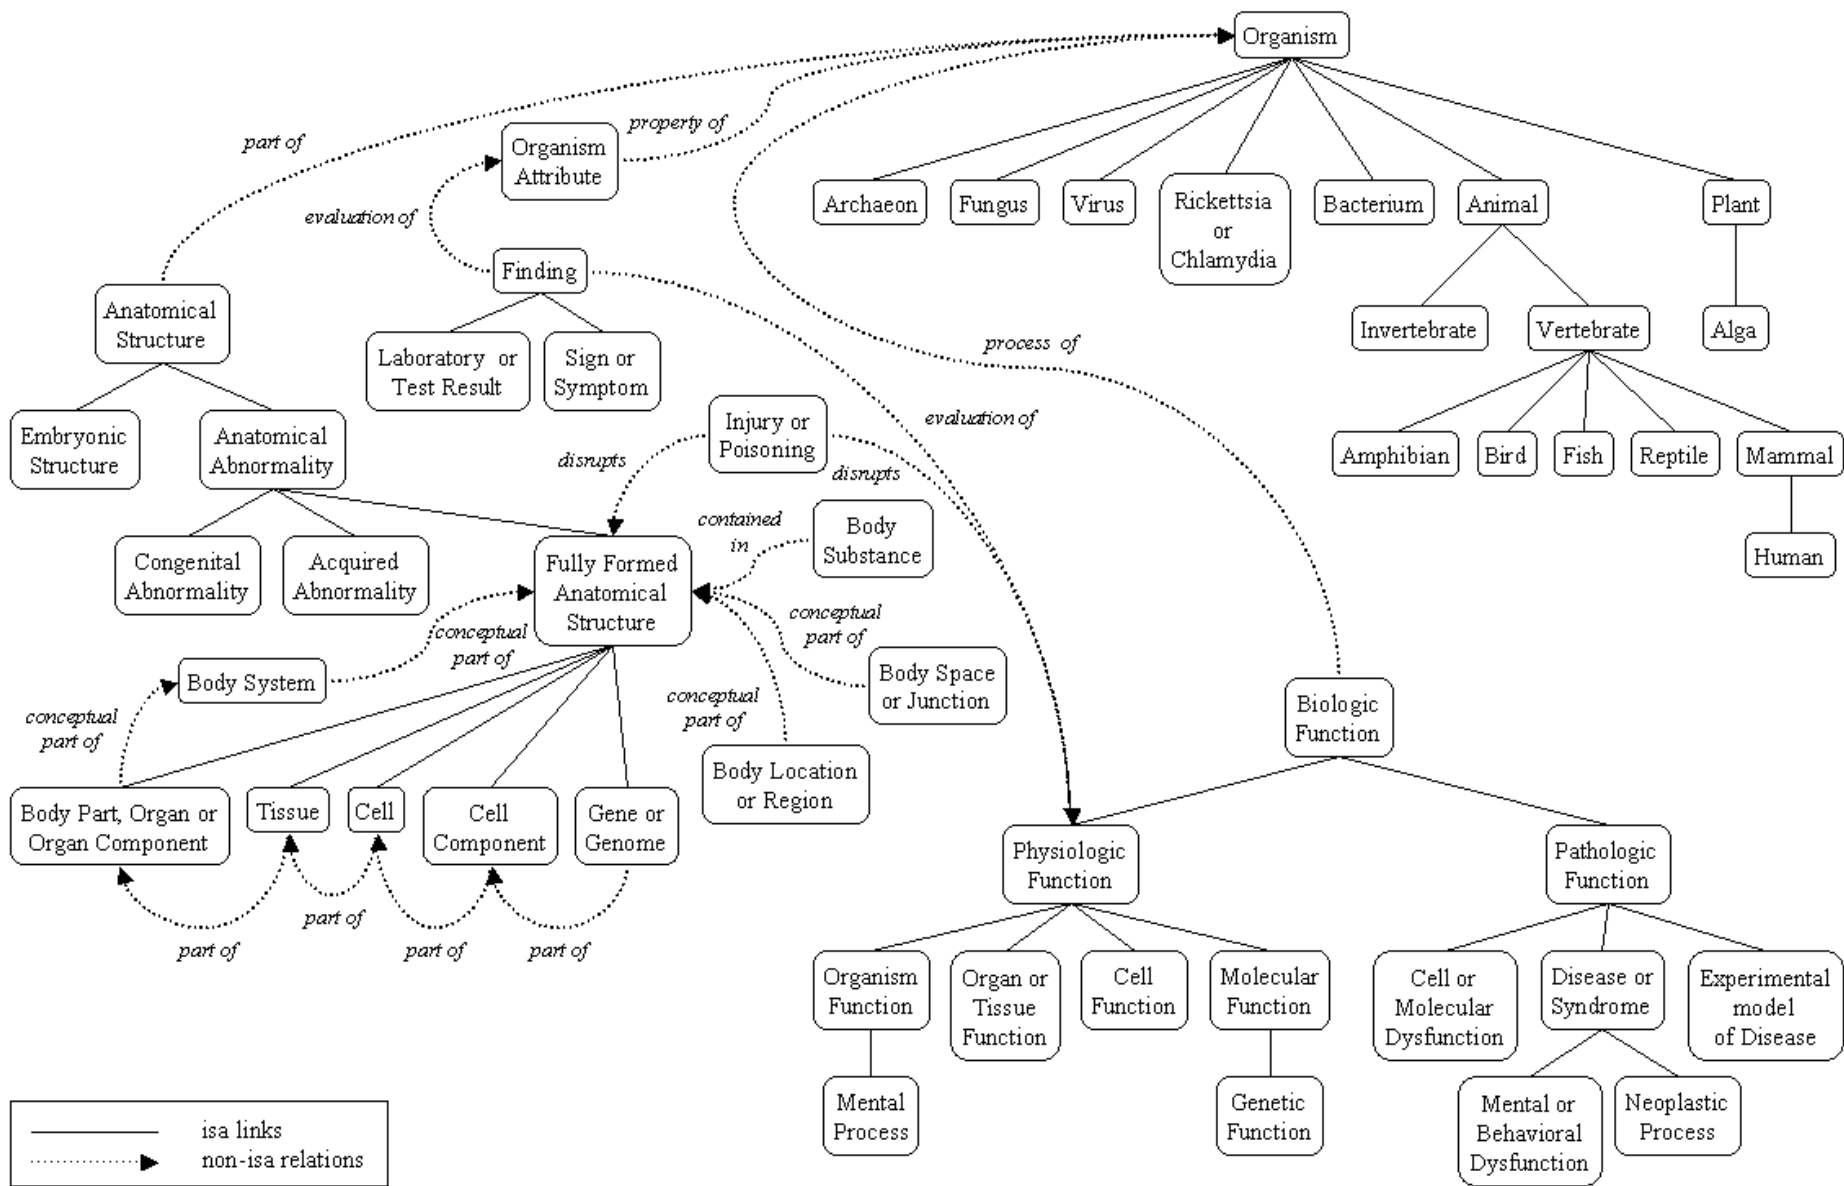 Organism
part of
property of
Organism
Attribute
evaluation of
Archaeon
Fungus
Virus
Rickettsia
or
Chlamydia
Bacterium
Animal
Plant
Finding
Anatomical
Structure
Laboratory or
Test Result
Sign or
Symptom
process of
Invertebrate
Vertebrate
Alga
Embryonic
Structure
Anatomical
Abnormality
Injury or
Poisoning
evaluation of
disrupts
disrupts
Amphibian
Bird
Fish
Reptile
Mammal
Human
Congenital
Abnormality
Acquired
Abnormality
Fully Formed
Anatomical
Structure
contained
in
Body
Substance
conceptual
part of
conceptual
part of
Body System
Body Space
or Junction
conceptual
part of
conceptual
part of
Body Location
or Region
Biologic
Function
Body Part, Organ or
Organ Component
Tissue
Cell
Cell
Component
Gene or
Genome
part of
part of
part of
part of
Physiologic
Function
Pathologic
Function
Organism
Function
Organ or
Tissue
Function
Cell
Function
Molecular
Function
Cell or
Molecular
Dysfunction
Disease or
Syndrome
Experimental
model
of Disease
Mental
Process
Genetic
Function
Mental or
Behavioral
Dysfunction
Neoplastic
Process
isa links
non-isa relations